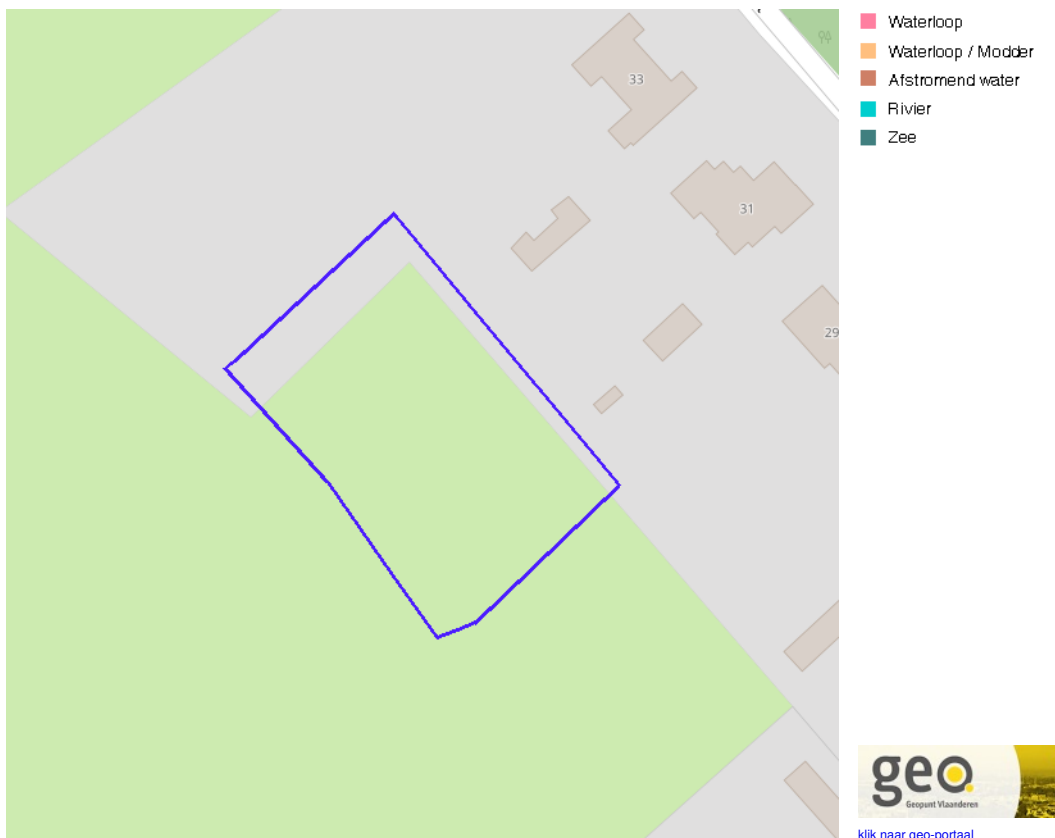 33
31
29
Waterloop
Waterloop / Modder
Afstromend water
Rivier
Zee
geo.
Geopunt Vlaanderen
klik naar geo-portaal